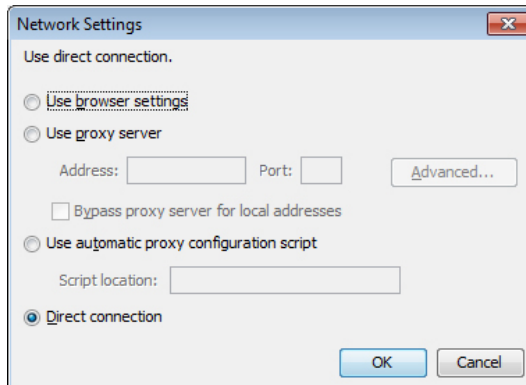 Network Settings
Use direct connection.
Use browser settings
Use proxy server
Address: Port: Advanced...
Bypass proxy server for local addresses
Use automatic proxy configuration script
Script location:
Direct connection
OK Cancel